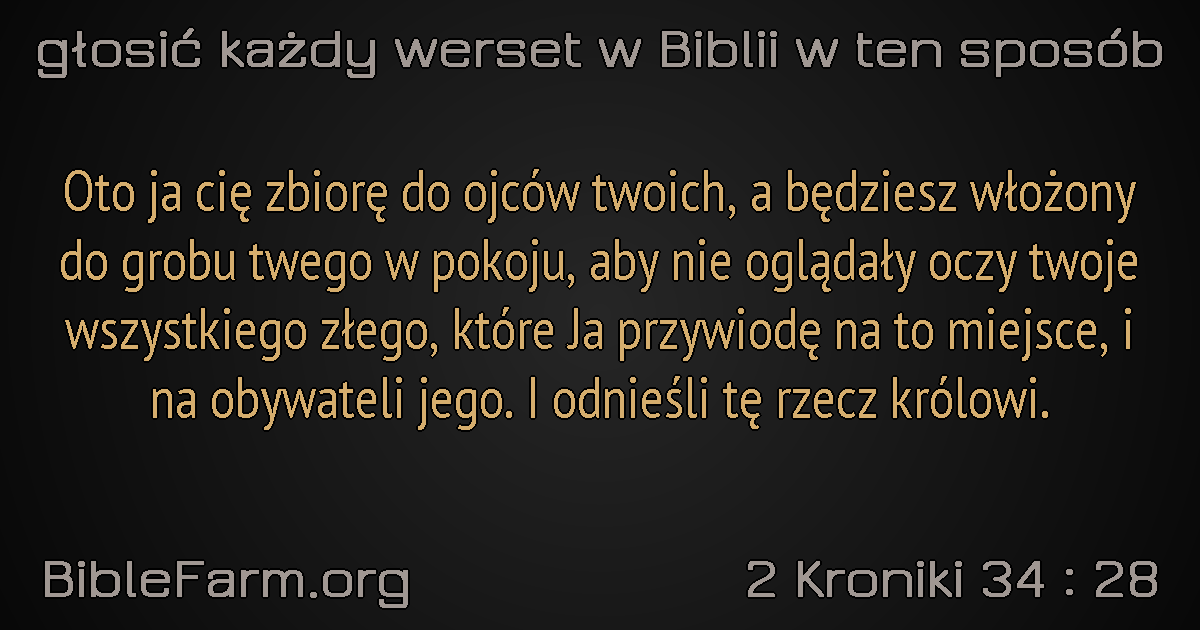 głosić każdy werset w Biblii w ten sposób
Oto ja cię zbiorę do ojców twoich, a będziesz włożony
do grobu twego w pokoju, aby nie oglądały oczy twoje
wszystkiego złego, które Ja przywiodę na to miejsce, i
na obywateli jego. I odnieśli tę rzecz królowi.
BibleFarm.org
2 Kroniki 34 : 28